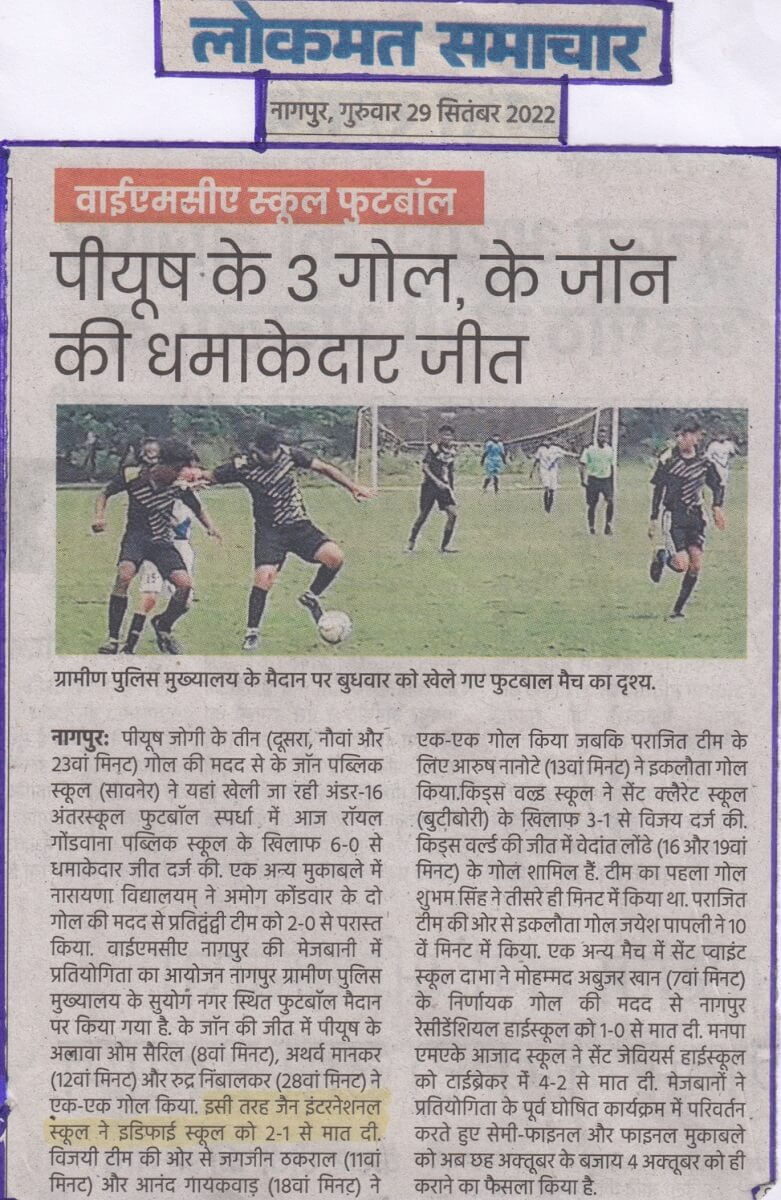 लोकमत समाचार
नागपुर, गुरुवार 29 सितंबर 2022
वाईएमसीए स्कूल फुटबॉल
पीयूष के 3 गोल, के जॉन
की धमाकेदार जीत
15
ग्रामीण पुलिस मुख्यालय के मैदान पर बुधवार को खेले गए फुटबाल मैच का दृश्य.
नागपुर: पीयूष जोगी के तीन (दूसरा, नौवां और
23वां मिनट) गोल की मदद से के जॉन पब्लिक
स्कूल (सावनेर) ने यहां खेली जा रही अंडर-16
अंतरस्कूल फुटबॉल स्पर्धा में आज रॉयल
गोंडवाना पब्लिक स्कूल के खिलाफ 6-0 से
धमाकेदार जीत दर्ज की. एक अन्य मुकाबले में
नारायणा विद्यालयम् ने अमोग कोंडवार के दो
गोल की मदद से प्रतिद्वंद्वी टीम को 2-0 से परास्त
किया. वाईएमसीए नागपुर की मेजबानी में
प्रतियोगिता का आयोजन नागपुर ग्रामीण पुलिस
मुख्यालय के सुयोग नगर स्थित फुटबॉल मैदान
पर किया गया है. के जॉन की जीत में पीयूष के
अलावा ओम सैरिल (8वां मिनट), अथर्व मानकर
(12वां मिनट) और रुद्र निंबालकर (28वां मिनट) ने
एक-एक गोल किया. इसी तरह जैन इंटरनेशनल
स्कूल ने इडिफाई स्कूल को 2-1 से मात दी.
विजयी टीम की ओर से जगजीन ठकराल (11वां
मिनट) और आनंद गायकवाड़ (18वां मिनट) ने
एक-एक गोल किया जबकि पराजित टीम के
लिए आरुष नानोटे (13वां मिनट) ने इकलौता गोल
किया.किड्स वर्ल्ड स्कूल ने सेंट क्लैरेट स्कूल
(बुटीबोरी) के खिलाफ 3-1 से विजय दर्ज की.
किड्स वर्ल्ड की जीत में वेदांत लोंढे (16 और 19वां
मिनट) के गोल शामिल हैं. टीम का पहला गोल
शुभम सिंह ने तीसरे ही मिनट में किया था. पराजित
टीम की ओर से इकलौता गोल जयेश पापली ने 10
वें मिनट में किया. एक अन्य मैच में सेंट प्वाइंट
स्कूल दाभा ने मोहम्मद अबुजर खान (7वां मिनट)
के निर्णायक गोल की मदद से नागपुर
रेसीडेंशियल हाईस्कूल को 1-0 से मात दी. मनपा
एमएके आजाद स्कूल ने सेंट जेवियर्स हाईस्कूल
को टाईब्रेकर में 4-2 से मात दी. मेजबानों ने
प्रतियोगिता के पूर्व घोषित कार्यक्रम में परिवर्तन
करते हुए सेमी-फाइनल और फाइनल मुकाबले
को अब छह अक्तूबर के बजाय 4 अक्तूबर को ही
कराने का फैसला किया है.